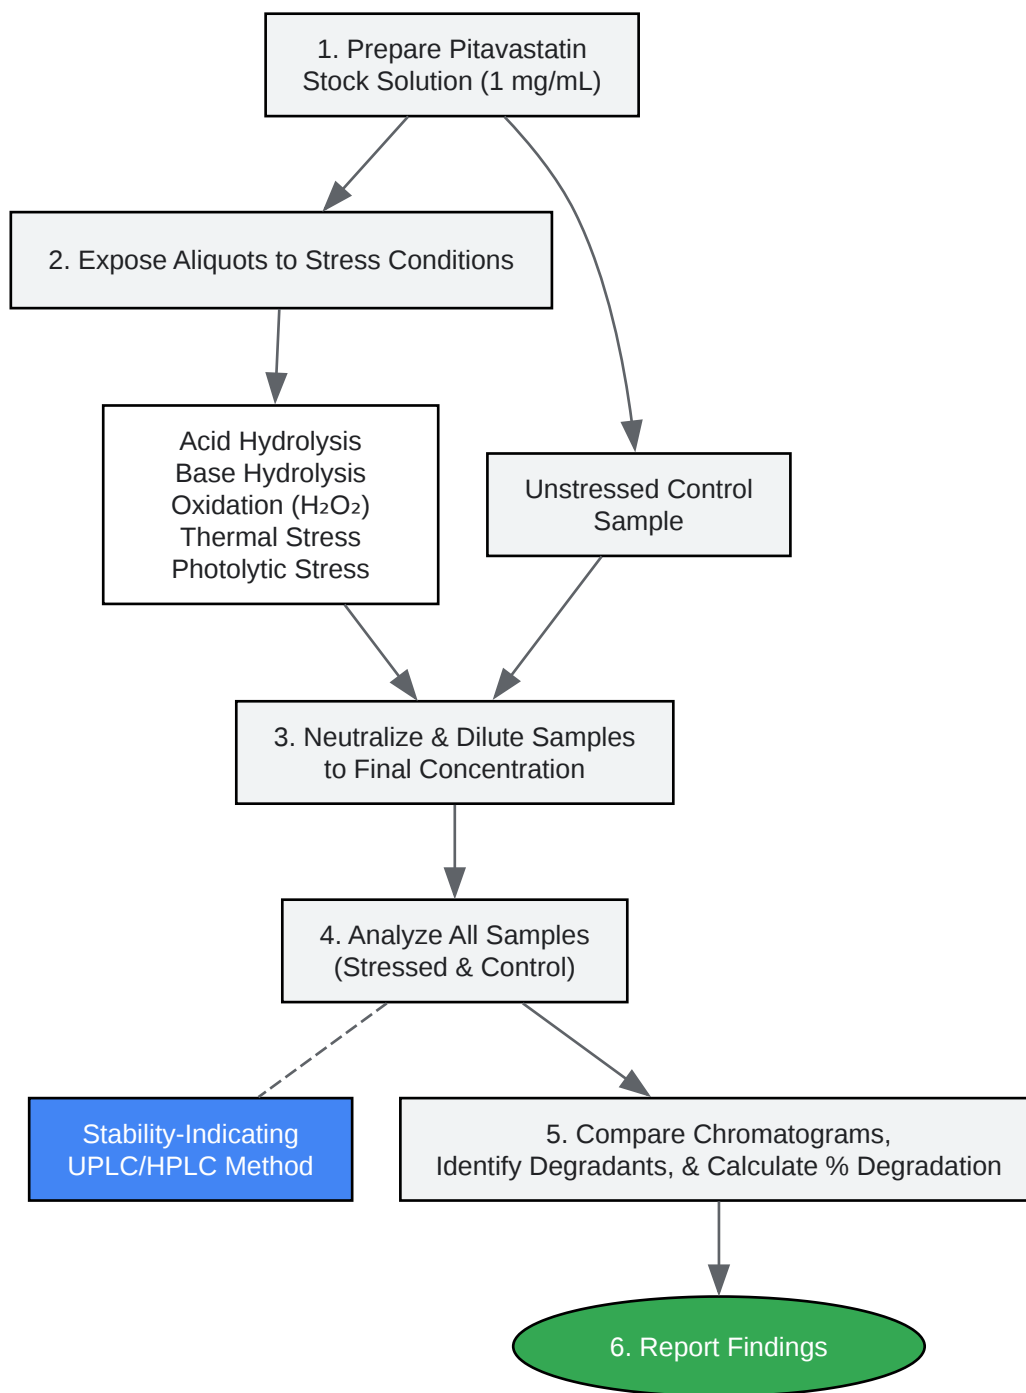 1. Prepare Pitavastatin
Stock Solution (1 mg/mL)
2. Expose Aliquots to Stress Conditions
Acid Hydrolysis
Base Hydrolysis
Oxidation (H₂O₂)
Thermal Stress
Photolytic Stress
Unstressed Control
Sample
3. Neutralize & Dilute Samples
to Final Concentration
4. Analyze All Samples
(Stressed & Control)
Stability-Indicating
UPLC/HPLC Method
5. Compare Chromatograms,
Identify Degradants, & Calculate % Degradation
6. Report Findings